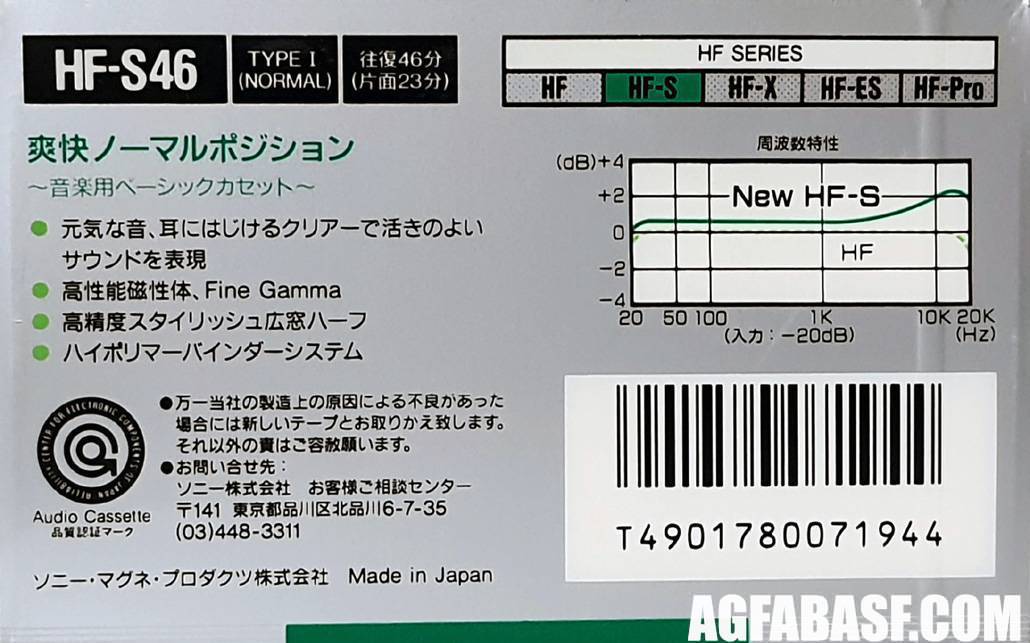 HF-S46
TYPE I
(NORMAL)
往復46分
(片面23分)
HF SERIES
HF HF-S HF-X HF-ES HF-Pro
爽快ノーマルポジション
～音楽用ベーシックカセット～
● 元気な音、耳にはじけるクリアーで活きのよい
サウンドを表現
● 高性能磁性体、Fine Gamma
● 高精度スタイリッシュ広窓ハーフ
● ハイポリマーバインダーシステム
周波数特性
(dB)+4
+2
0
−2
−4
New HF-S
HF
20 50 100 1K 10K 20K
(入力：−20dB) (Hz)
●万一当社の製造上の原因による不良があった
場合には新しいテープとお取りかえ致します。
それ以外の責はご容赦願います。
●お問い合せ先：
ソニー株式会社 お客様ご相談センター
〒141 東京都品川区北品川6-7-35
(03)448-3311
RELIABILITY CENTER FOR ELECTRONIC COMPONENTS OF JAPAN
Audio Cassette
品質認証マーク
ソニー・マグネ・プロダクツ株式会社 Made in Japan
T4901780071944
AGFABASF.COM